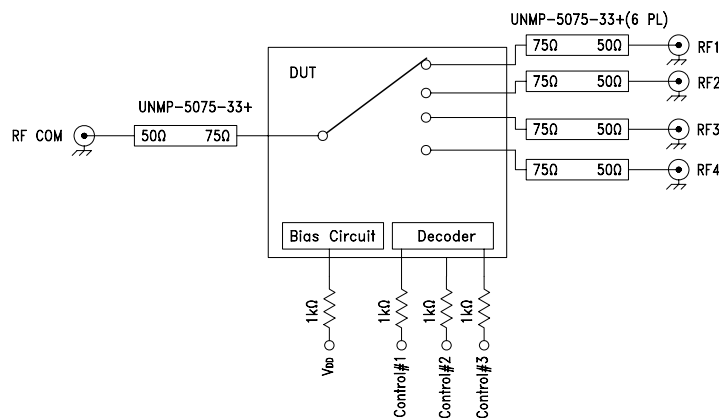 UNMP-5075-33+(6 PL)
75Ω 50Ω RF1
DUT
75Ω 50Ω RF2
UNMP-5075-33+
75Ω 50Ω RF3
RF COM 50Ω 75Ω
75Ω 50Ω RF4
Bias Circuit Decoder
1kΩ 1kΩ 1kΩ 1kΩ
VDD Control#1 Control#2 Control#3